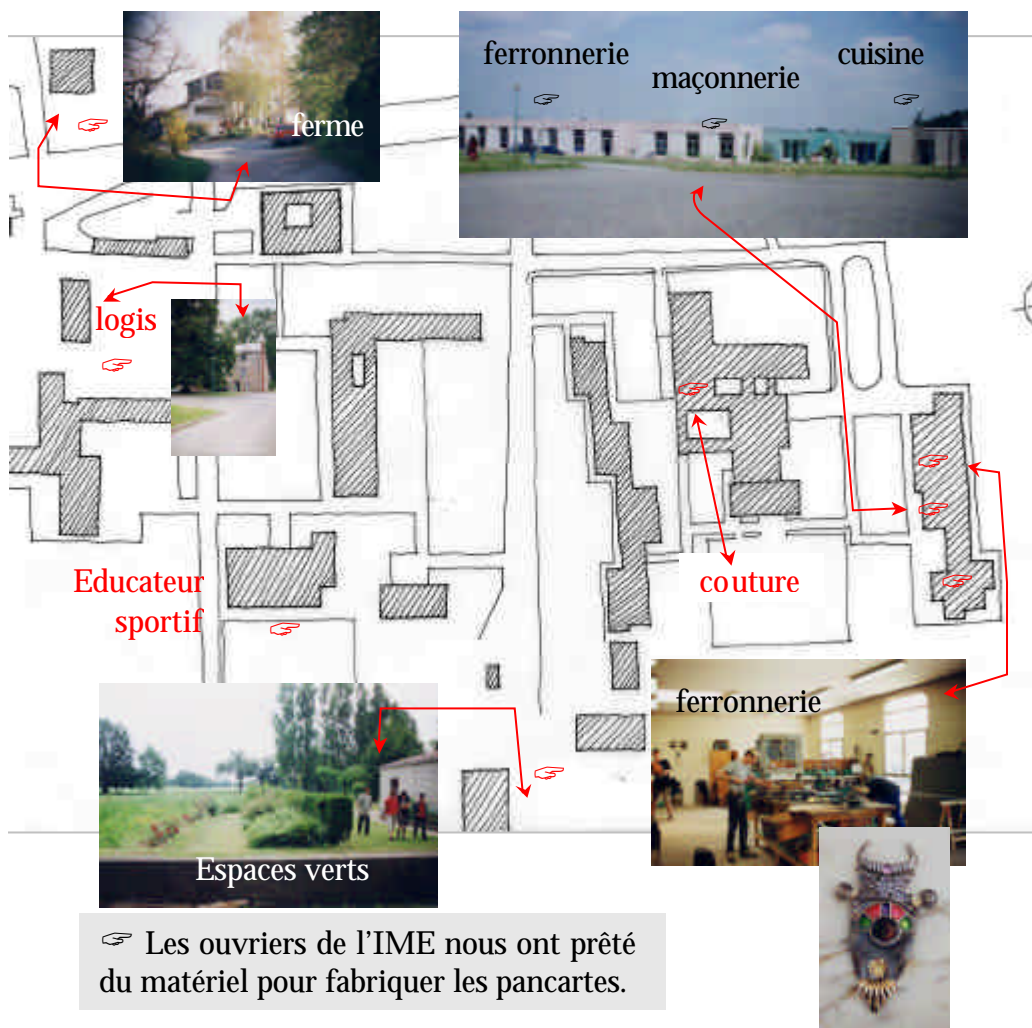 ferronnerie
maçonnerie
cuisine
☞
☞
☞
ferme
☞
logis
☞
☞
☞
☞
☞
Educateur
sportif
☞
couture
ferronnerie
☞
Espaces verts
☞ Les ouvriers de l'IME nous ont prêté
du matériel pour fabriquer les pancartes.